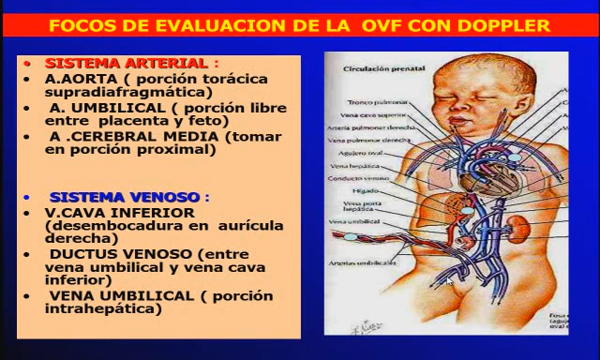 FOCOS DE EVALUACION DE LA OVF CON DOPPLER
• SISTEMA ARTERIAL :
• A.AORTA ( porción torácica
supradiafragmática)
• A. UMBILICAL ( porción libre
entre placenta y feto)
• A .CEREBRAL MEDIA (tomar
en porción proximal)
• SISTEMA VENOSO :
• V.CAVA INFERIOR
(desembocadura en aurícula
derecha)
• DUCTUS VENOSO (entre
vena umbilical y vena cava
inferior)
• VENA UMBILICAL ( porción
intrahepática)
Circulación prenatal
Tronco pulmonar
Vena cava superior
Arteria pulmonar derecha
Vena pulmonar derecha
Agujero oval
Vena hepática
Conducto venoso
Hígado
Vena porta
hepática
Vena umbilical
Arterias umbilicales